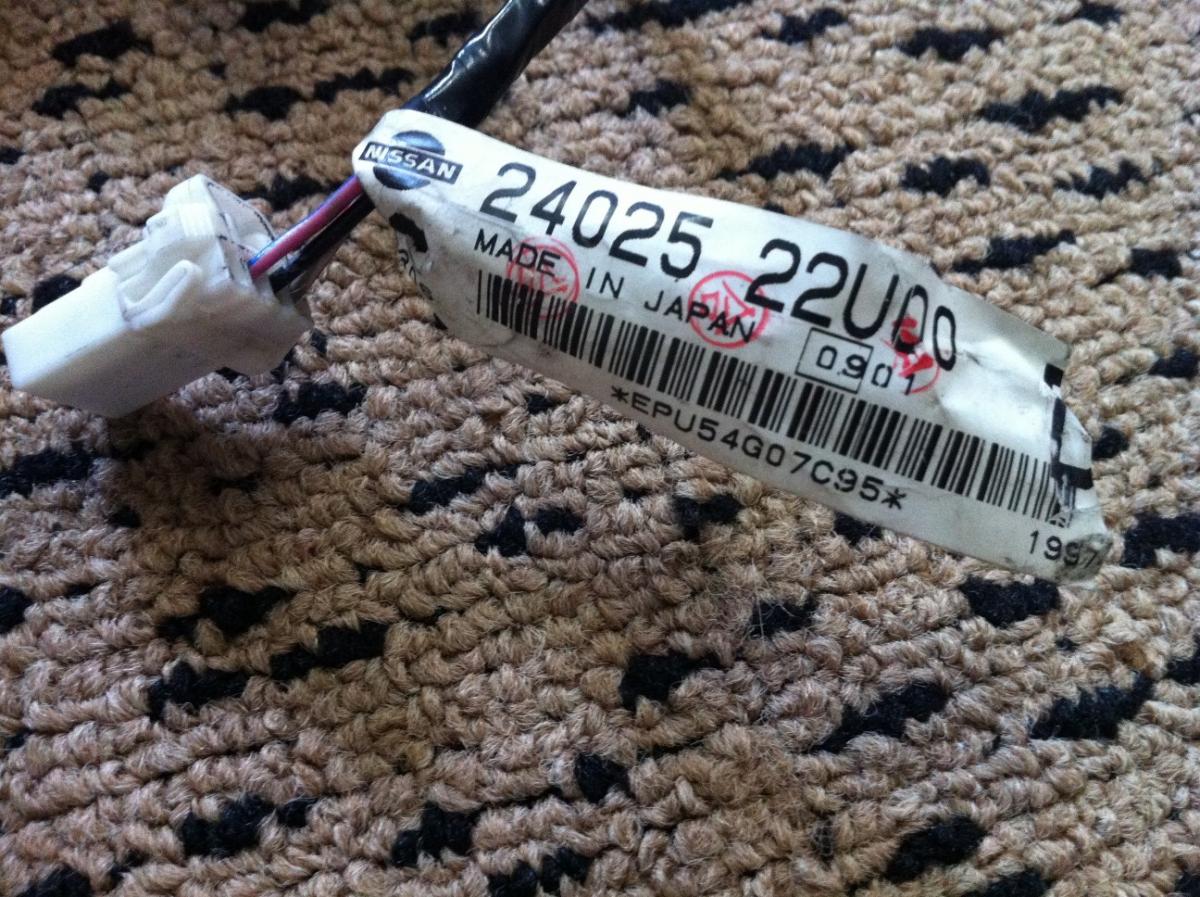 NISSAN
24025 22U00
MADE IN JAPAN
0901
*EPU54G07C95*
1997